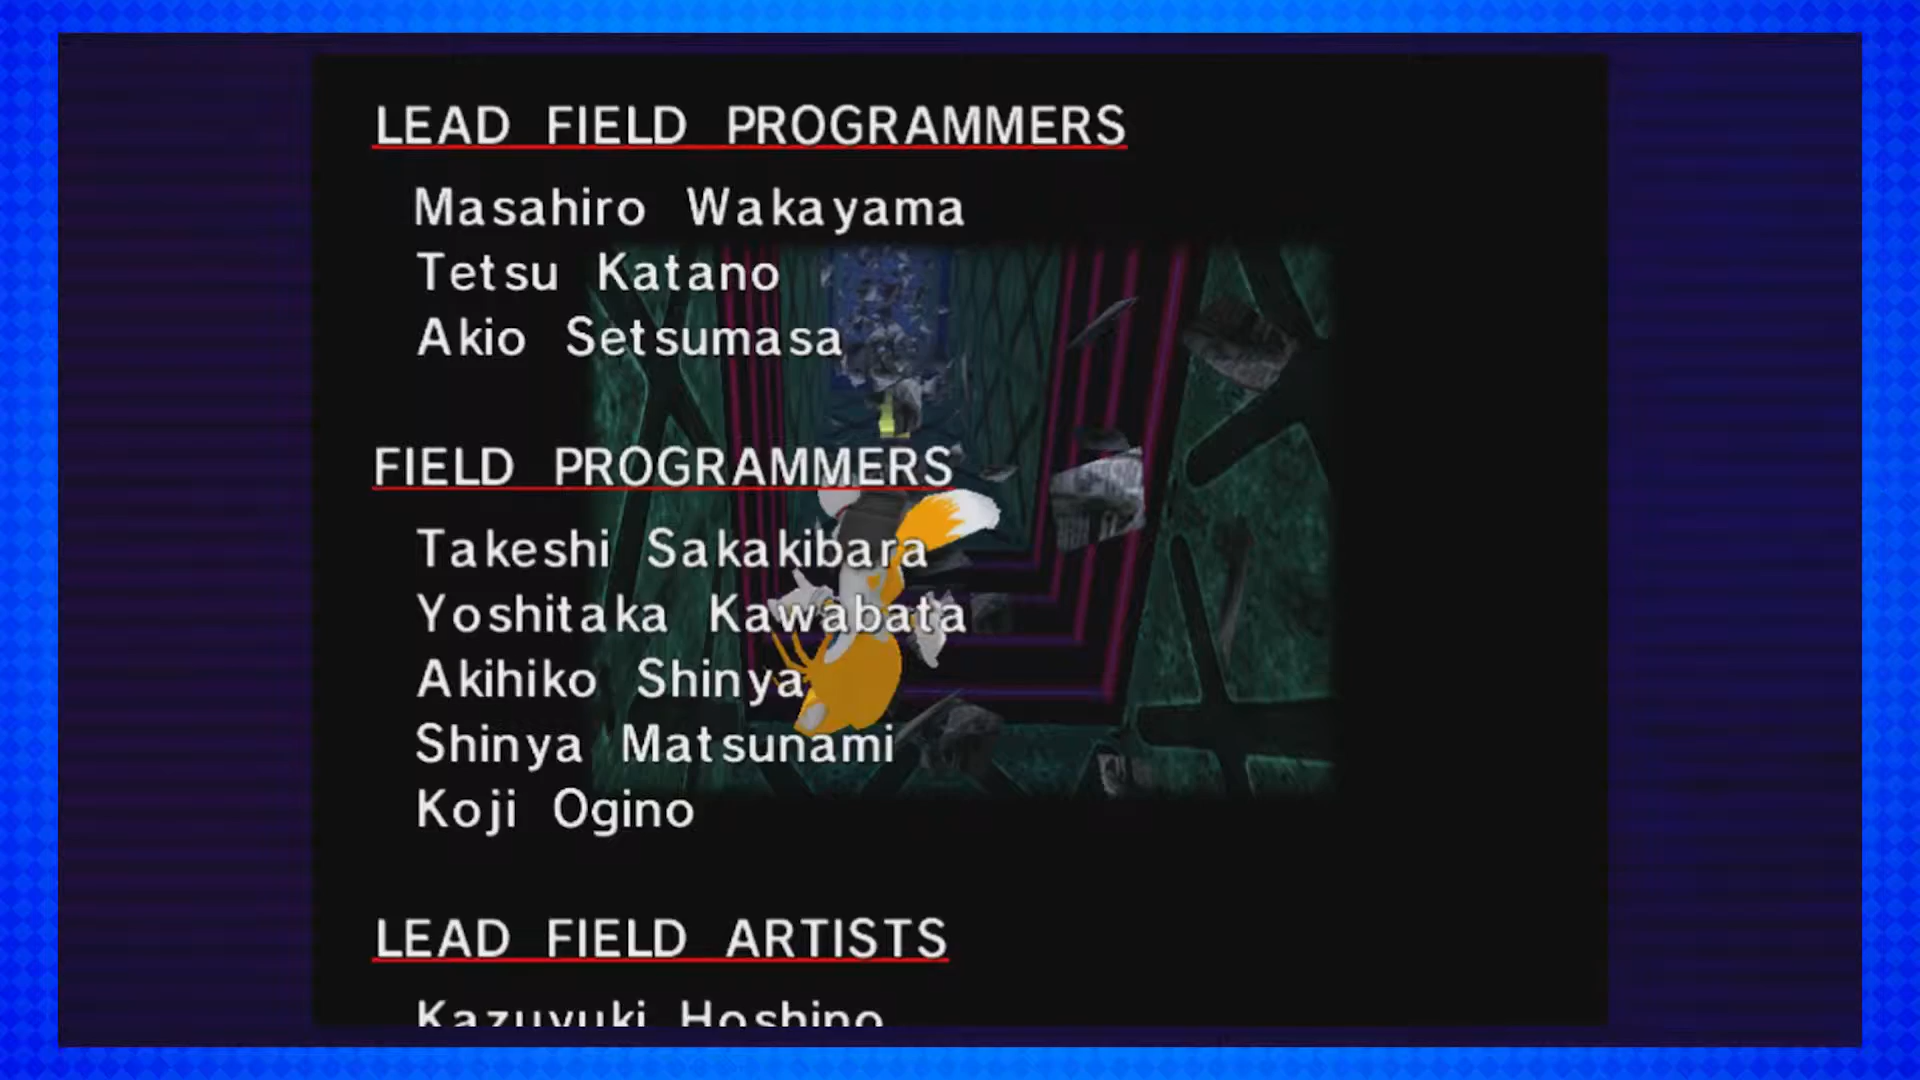 LEAD FIELD PROGRAMMERS
Masahiro Wakayama
Tetsu Katano
Akio Setsumasa
FIELD PROGRAMMERS
Takeshi Sakakibara
Yoshitaka Kawabata
Akihiko Shinya
Shinya Matsunami
Koji Ogino
LEAD FIELD ARTISTS
Kazuyuki Hoshino